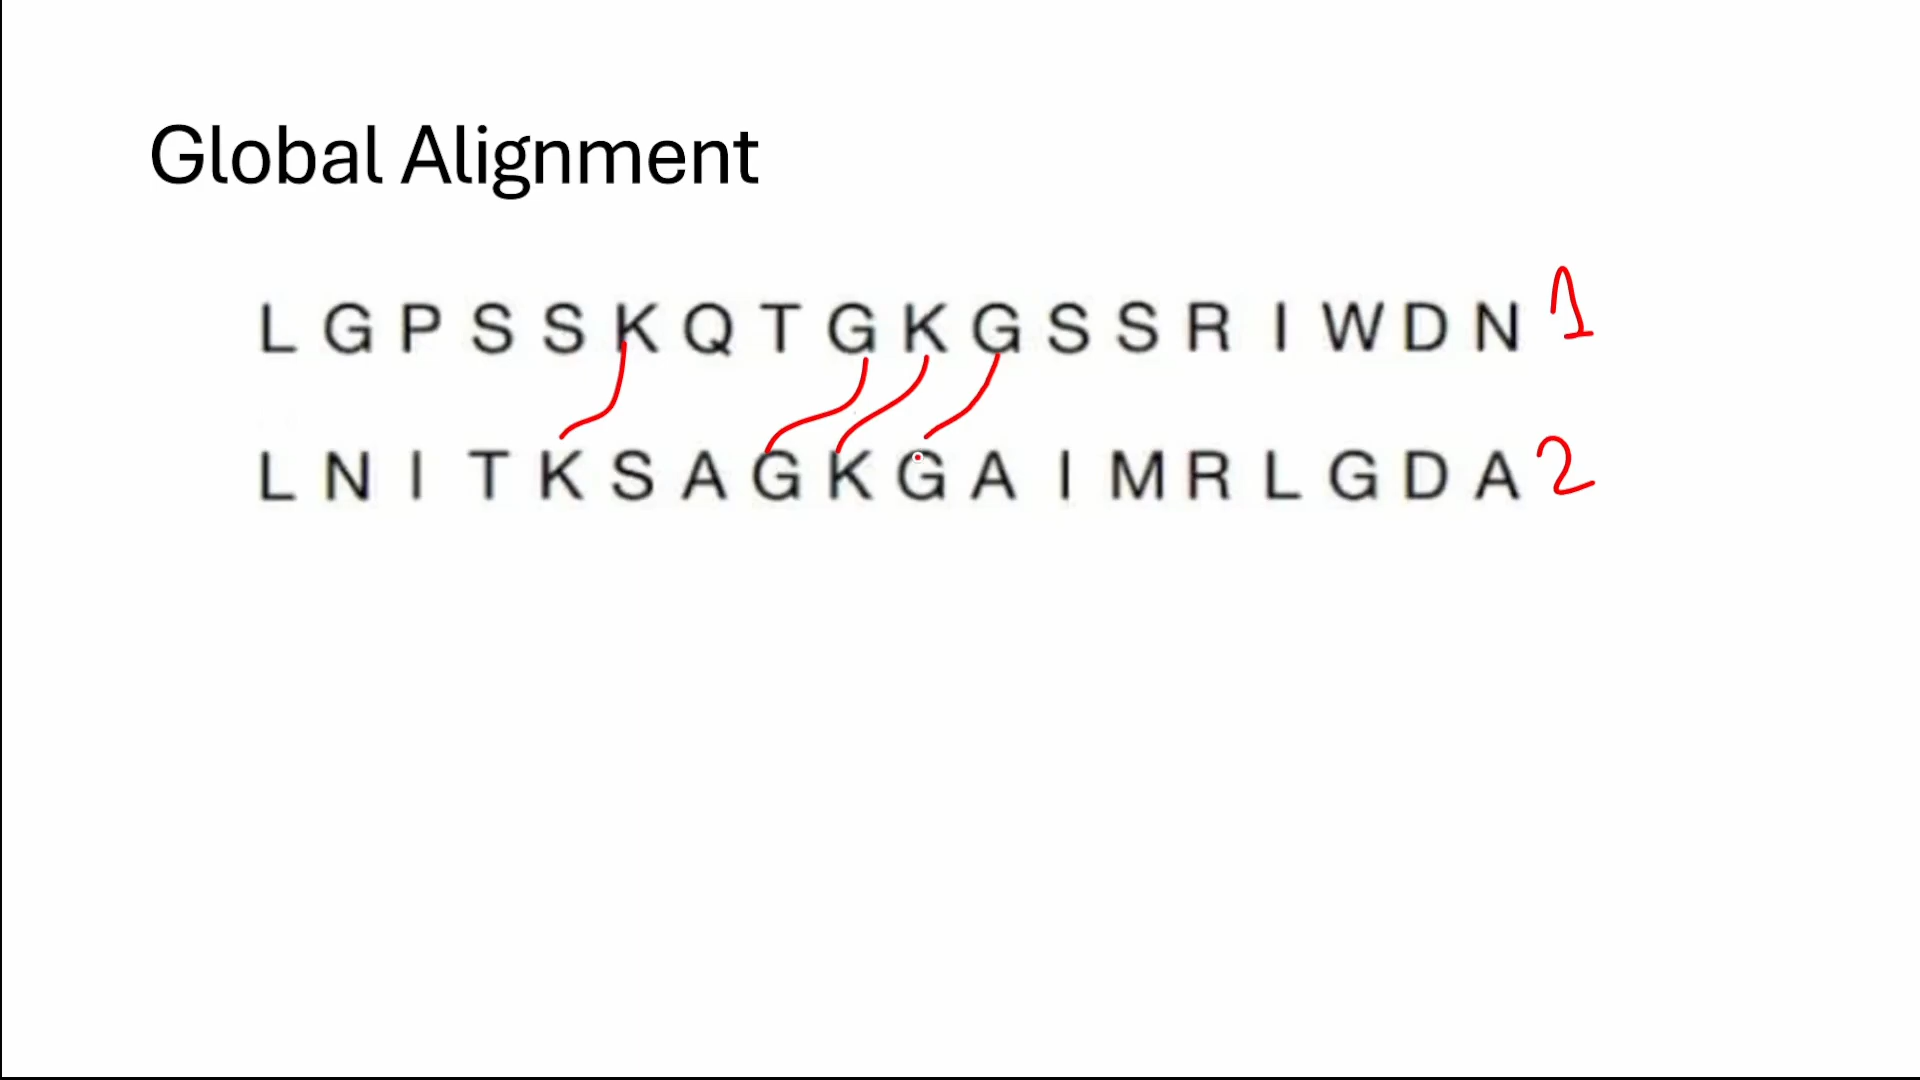 Global Alignment
L G P S S K Q T G K G S S R I W D N 1
L N I T K S A G K G A I M R L G D A 2